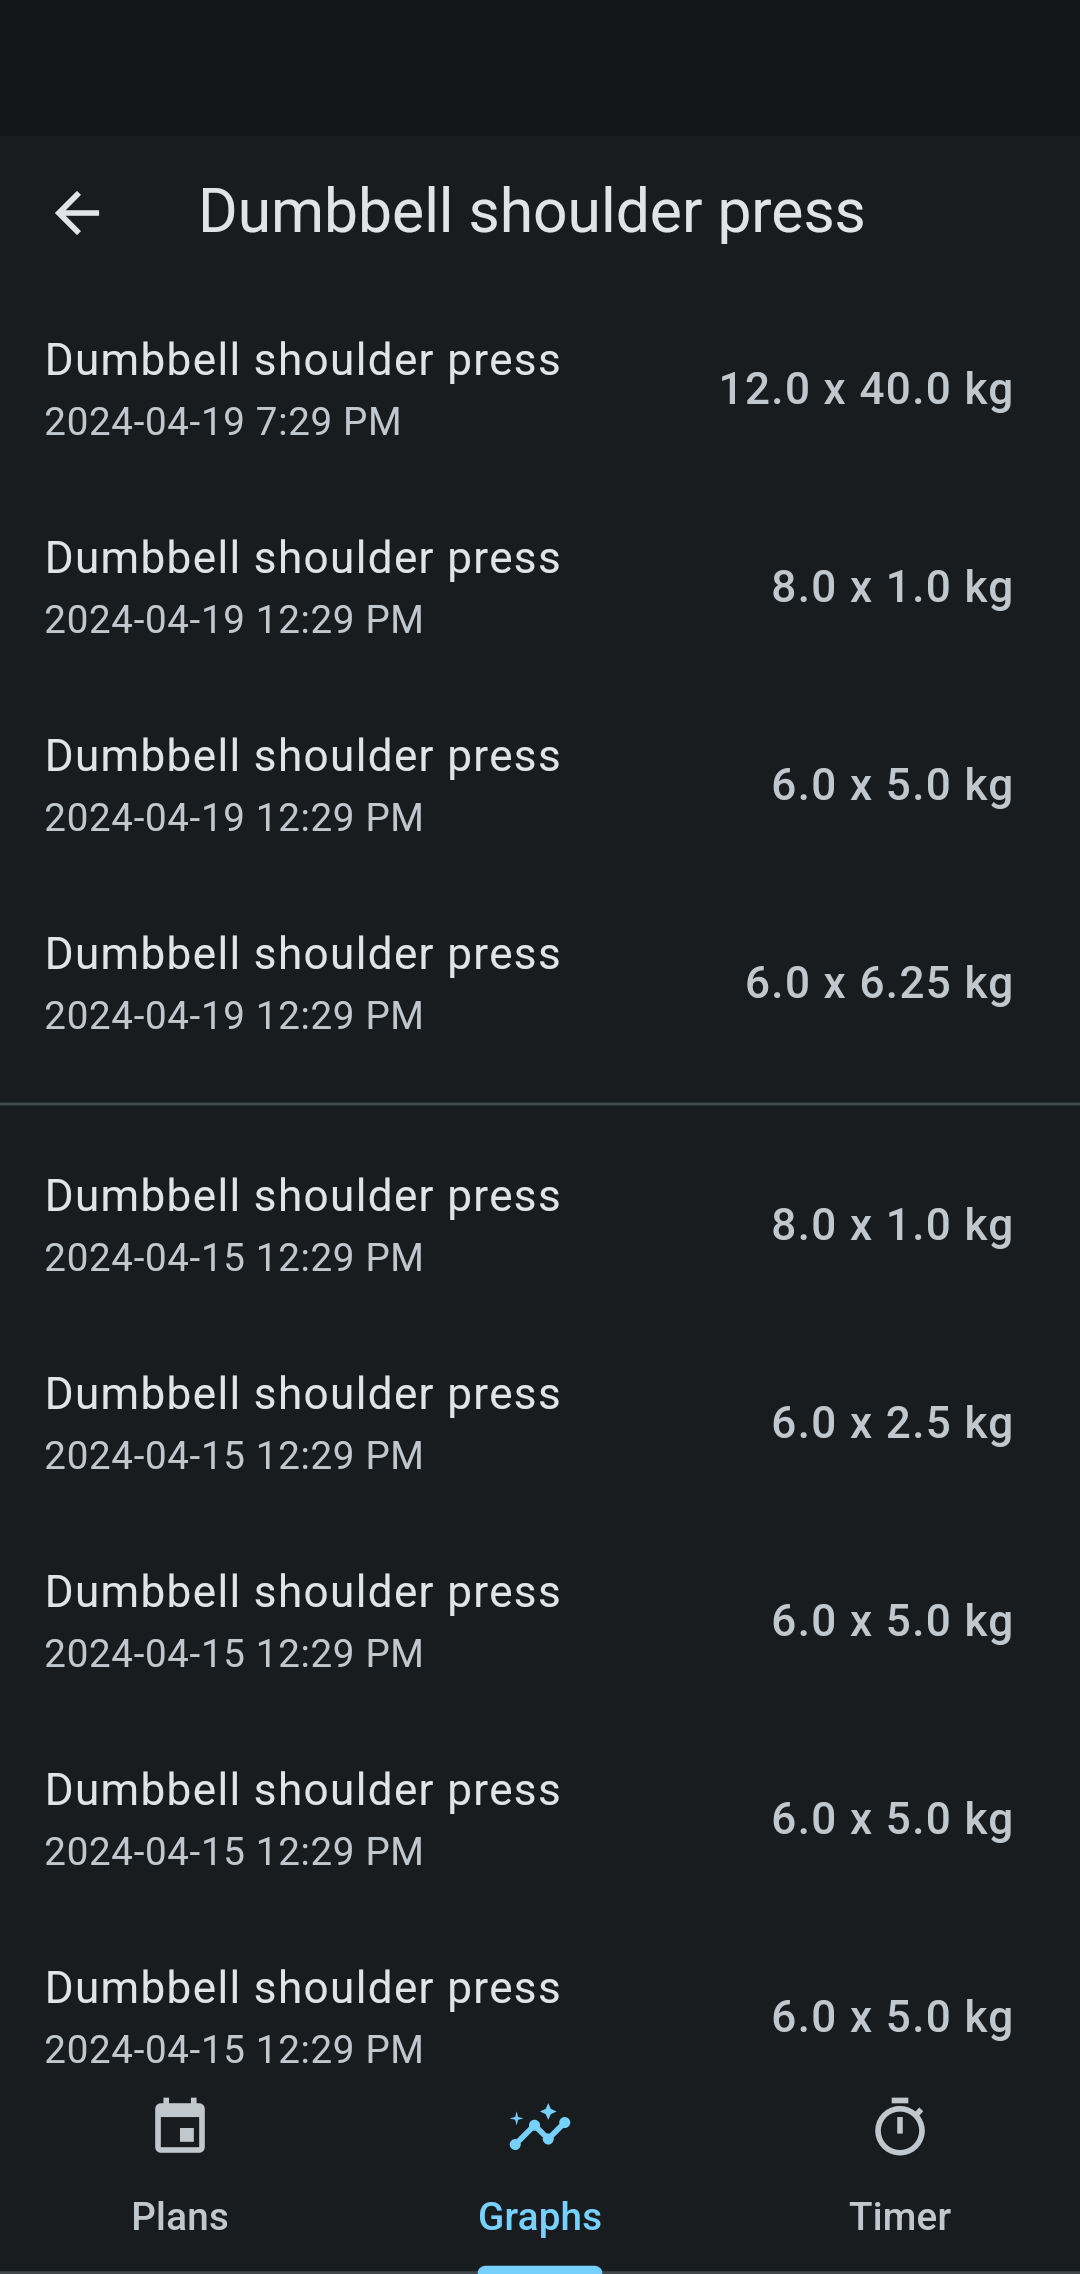 Dumbbell shoulder press
Dumbbell shoulder press
2024-04-19 7:29 PM
12.0 x 40.0 kg
Dumbbell shoulder press
2024-04-19 12:29 PM
8.0 x 1.0 kg
Dumbbell shoulder press
2024-04-19 12:29 PM
6.0 x 5.0 kg
Dumbbell shoulder press
2024-04-19 12:29 PM
6.0 x 6.25 kg
Dumbbell shoulder press
2024-04-15 12:29 PM
8.0 x 1.0 kg
Dumbbell shoulder press
2024-04-15 12:29 PM
6.0 x 2.5 kg
Dumbbell shoulder press
2024-04-15 12:29 PM
6.0 x 5.0 kg
Dumbbell shoulder press
2024-04-15 12:29 PM
6.0 x 5.0 kg
Dumbbell shoulder press
2024-04-15 12:29 PM
6.0 x 5.0 kg
Plans
Graphs
Timer